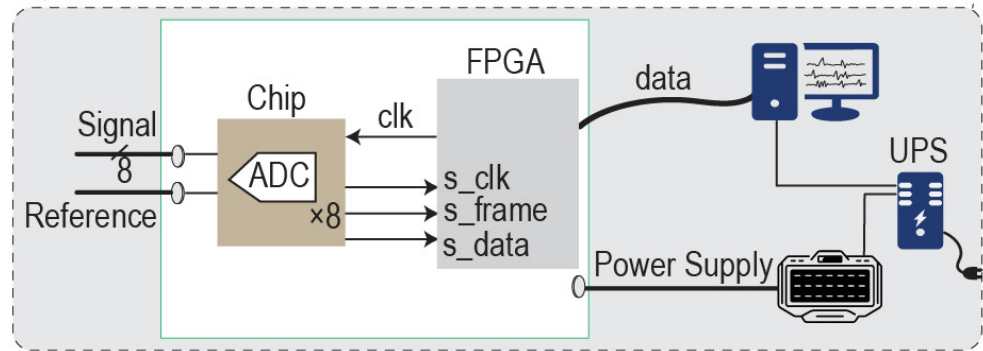 FPGA
data
Chip
clk
Signal
8
ADC
UPS
s_clk
Reference
×8
s_frame
s_data
Power Supply